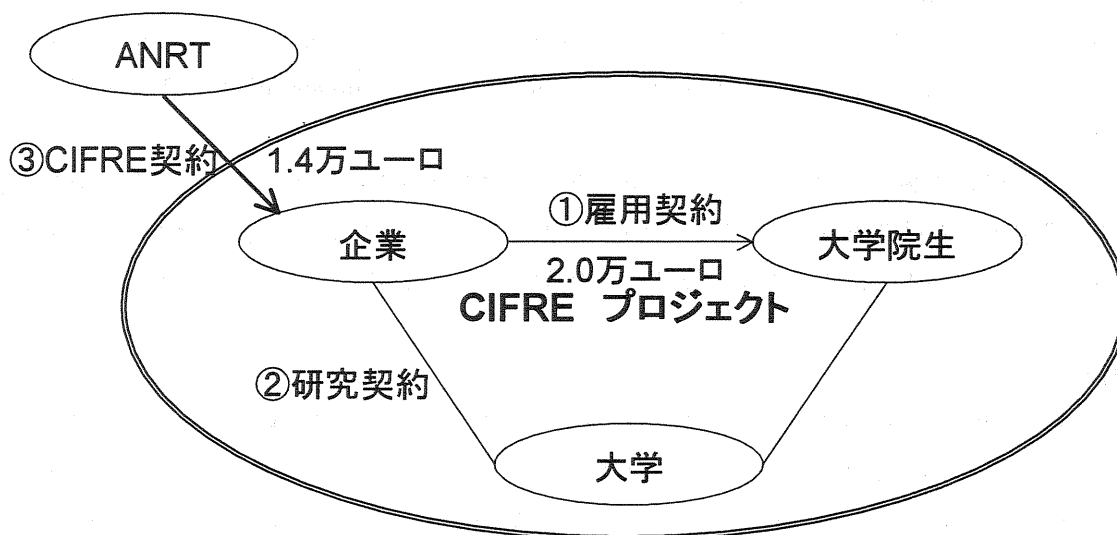 ANRT
③CIFRE契約
1.4万ユーロ
①雇用契約
企業
大学院生
2.0万ユーロ
CIFRE プロジェクト
②研究契約
大学